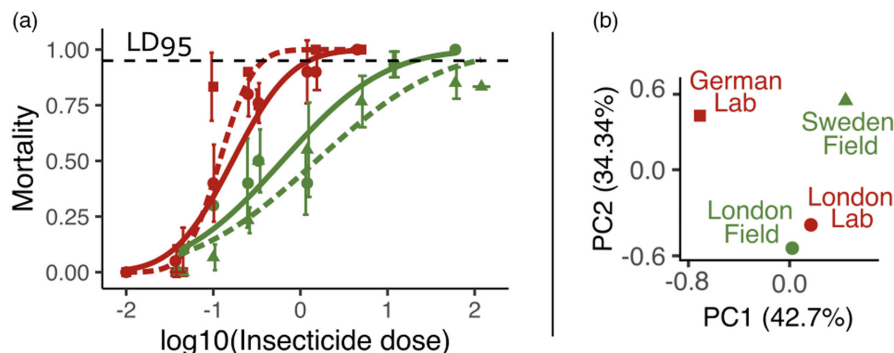 (a)
LD95
1.00
0.75
0.50
0.25
0.00
Mortality
-2
-1
0
1
2
log10(Insecticide dose)
(b)
German
Lab
Sweden
Field
London
Field
London
Lab
0.6
0.0
-0.6
PC2 (34.34%)
-0.8
0.0
PC1 (42.7%)